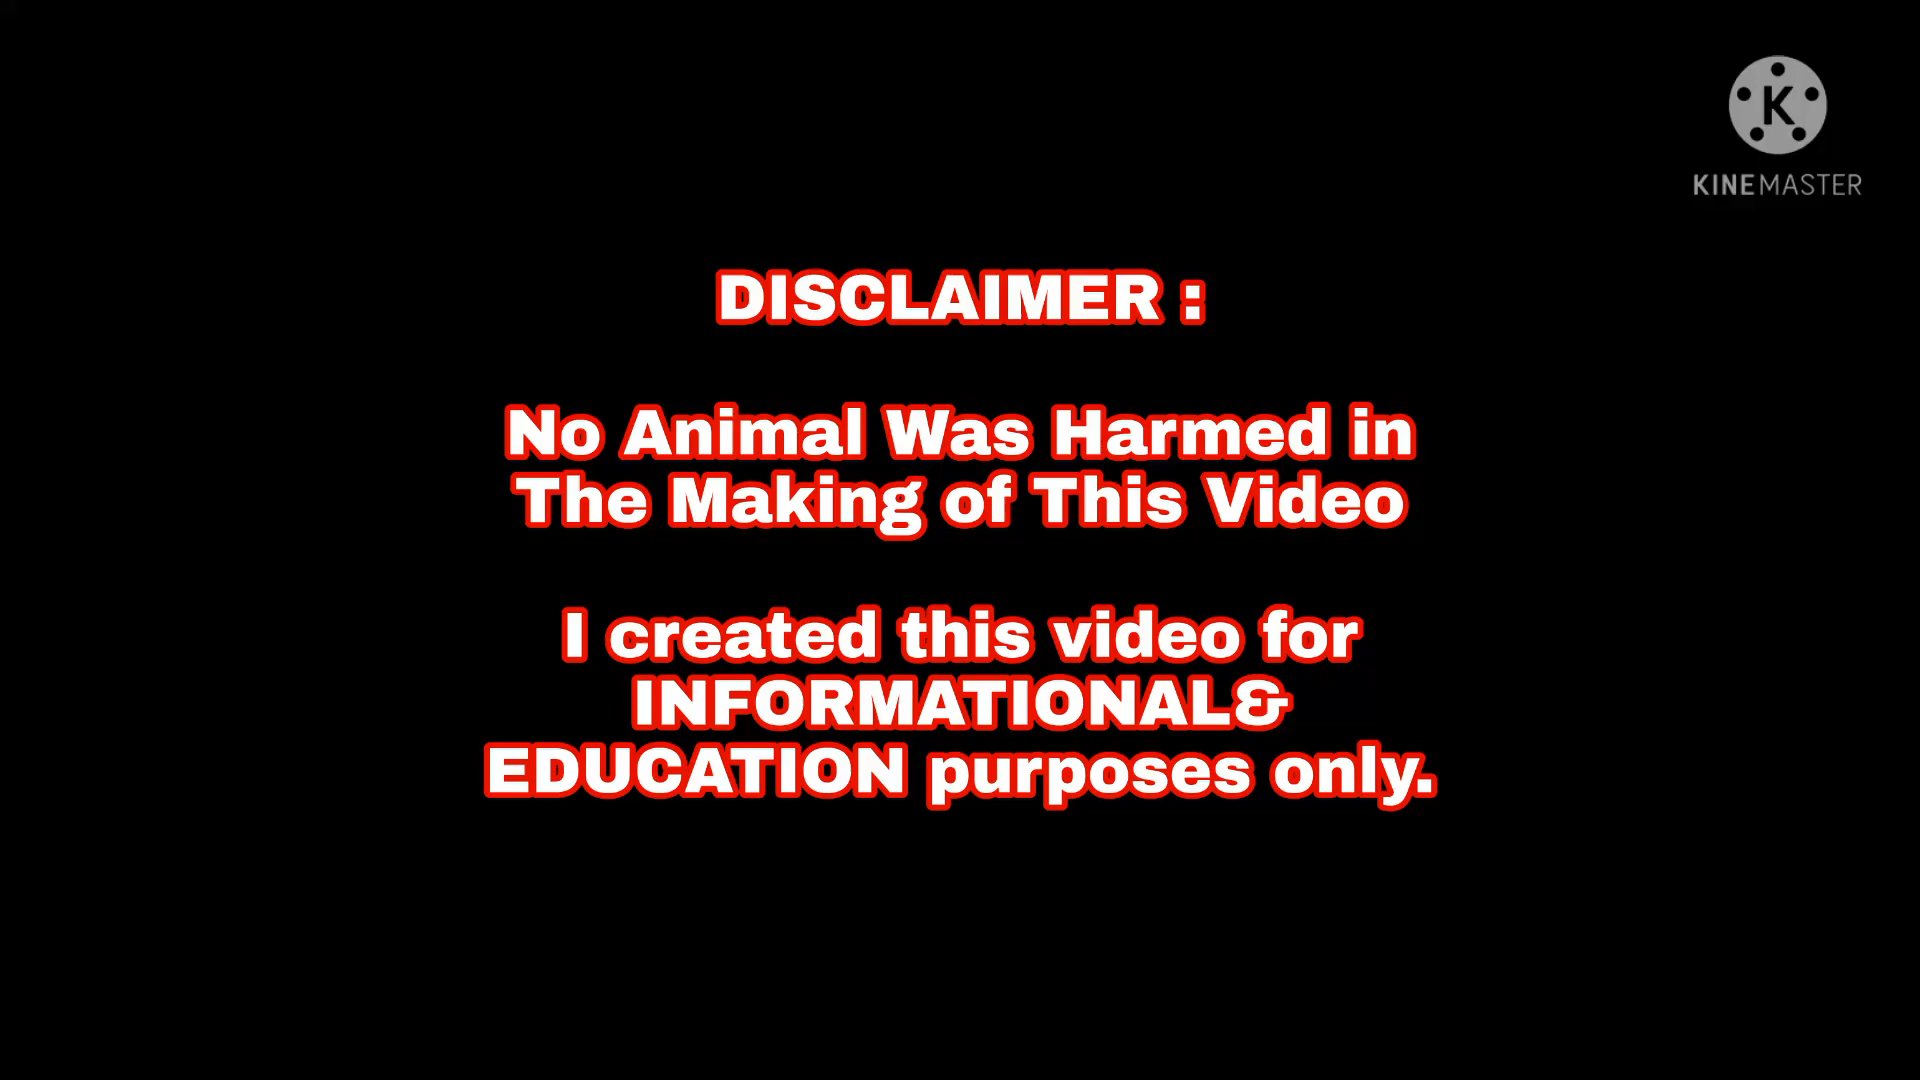 K
KINEMASTER
DISCLAIMER :
No Animal Was Harmed in
The Making of This Video
I created this video for
INFORMATIONAL&
EDUCATION purposes only.